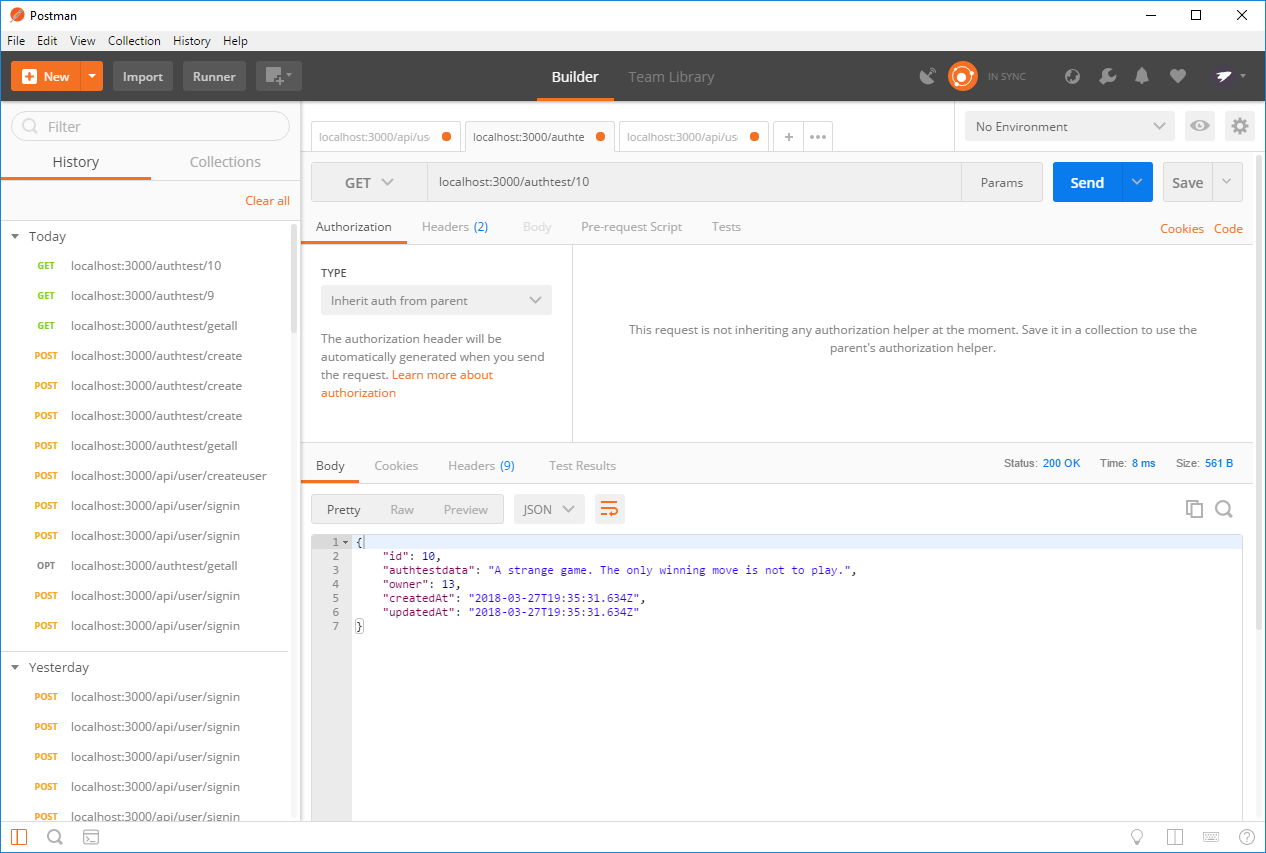 Postman
File Edit View Collection History Help
New Import Runner Builder Team Library IN SYNC
Filter
History Collections
Clear all
Today
GET localhost:3000/authtest/10
GET localhost:3000/authtest/9
GET localhost:3000/authtest/getall
POST localhost:3000/authtest/create
POST localhost:3000/authtest/create
POST localhost:3000/authtest/create
POST localhost:3000/authtest/getall
POST localhost:3000/api/user/createuser
POST localhost:3000/api/user/signin
POST localhost:3000/api/user/signin
OPT localhost:3000/authtest/getall
POST localhost:3000/api/user/signin
POST localhost:3000/api/user/signin
Yesterday
POST localhost:3000/api/user/signin
POST localhost:3000/api/user/signin
POST localhost:3000/api/user/signin
POST localhost:3000/api/user/signin
POST localhost:3000/api/user/signin
localhost:3000/api/us localhost:3000/authte localhost:3000/api/us + •••
No Environment
GET localhost:3000/authtest/10 Params Send Save
Authorization Headers (2) Body Pre-request Script Tests Cookies Code
TYPE
Inherit auth from parent
The authorization header will be
automatically generated when you send
the request. Learn more about
authorization
This request is not inheriting any authorization helper at the moment. Save it in a collection to use the
parent's authorization helper.
Body Cookies Headers (9) Test Results Status: 200 OK Time: 8 ms Size: 561 B
Pretty Raw Preview JSON
1 {
2 "id": 10,
3 "authtestdata": "A strange game. The only winning move is not to play.",
4 "owner": 13,
5 "createdAt": "2018-03-27T19:35:31.634Z",
6 "updatedAt": "2018-03-27T19:35:31.634Z"
7 }